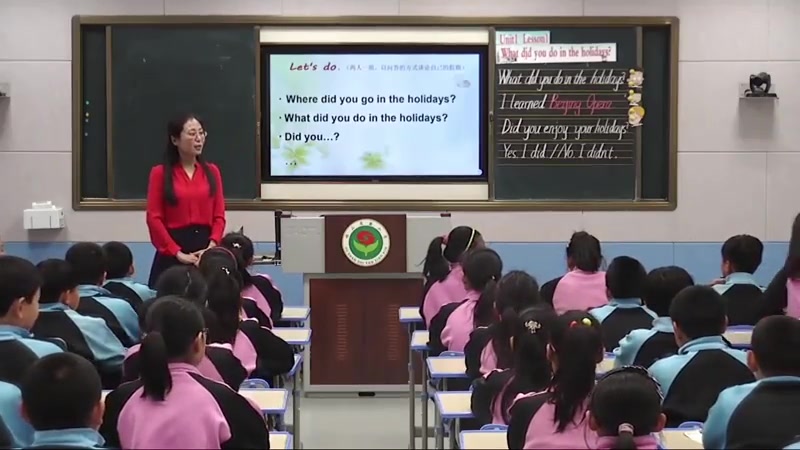 Let's do.
· Where did you go in the holidays?
· What did you do in the holidays?
· Did you...?
...
Unit1 Lesson1
What did you do in the holidays?
What did you do in the holidays?
I learned Beijing Opera.
Did you enjoy your holidays?
Yes. I did. /No. I didn't.